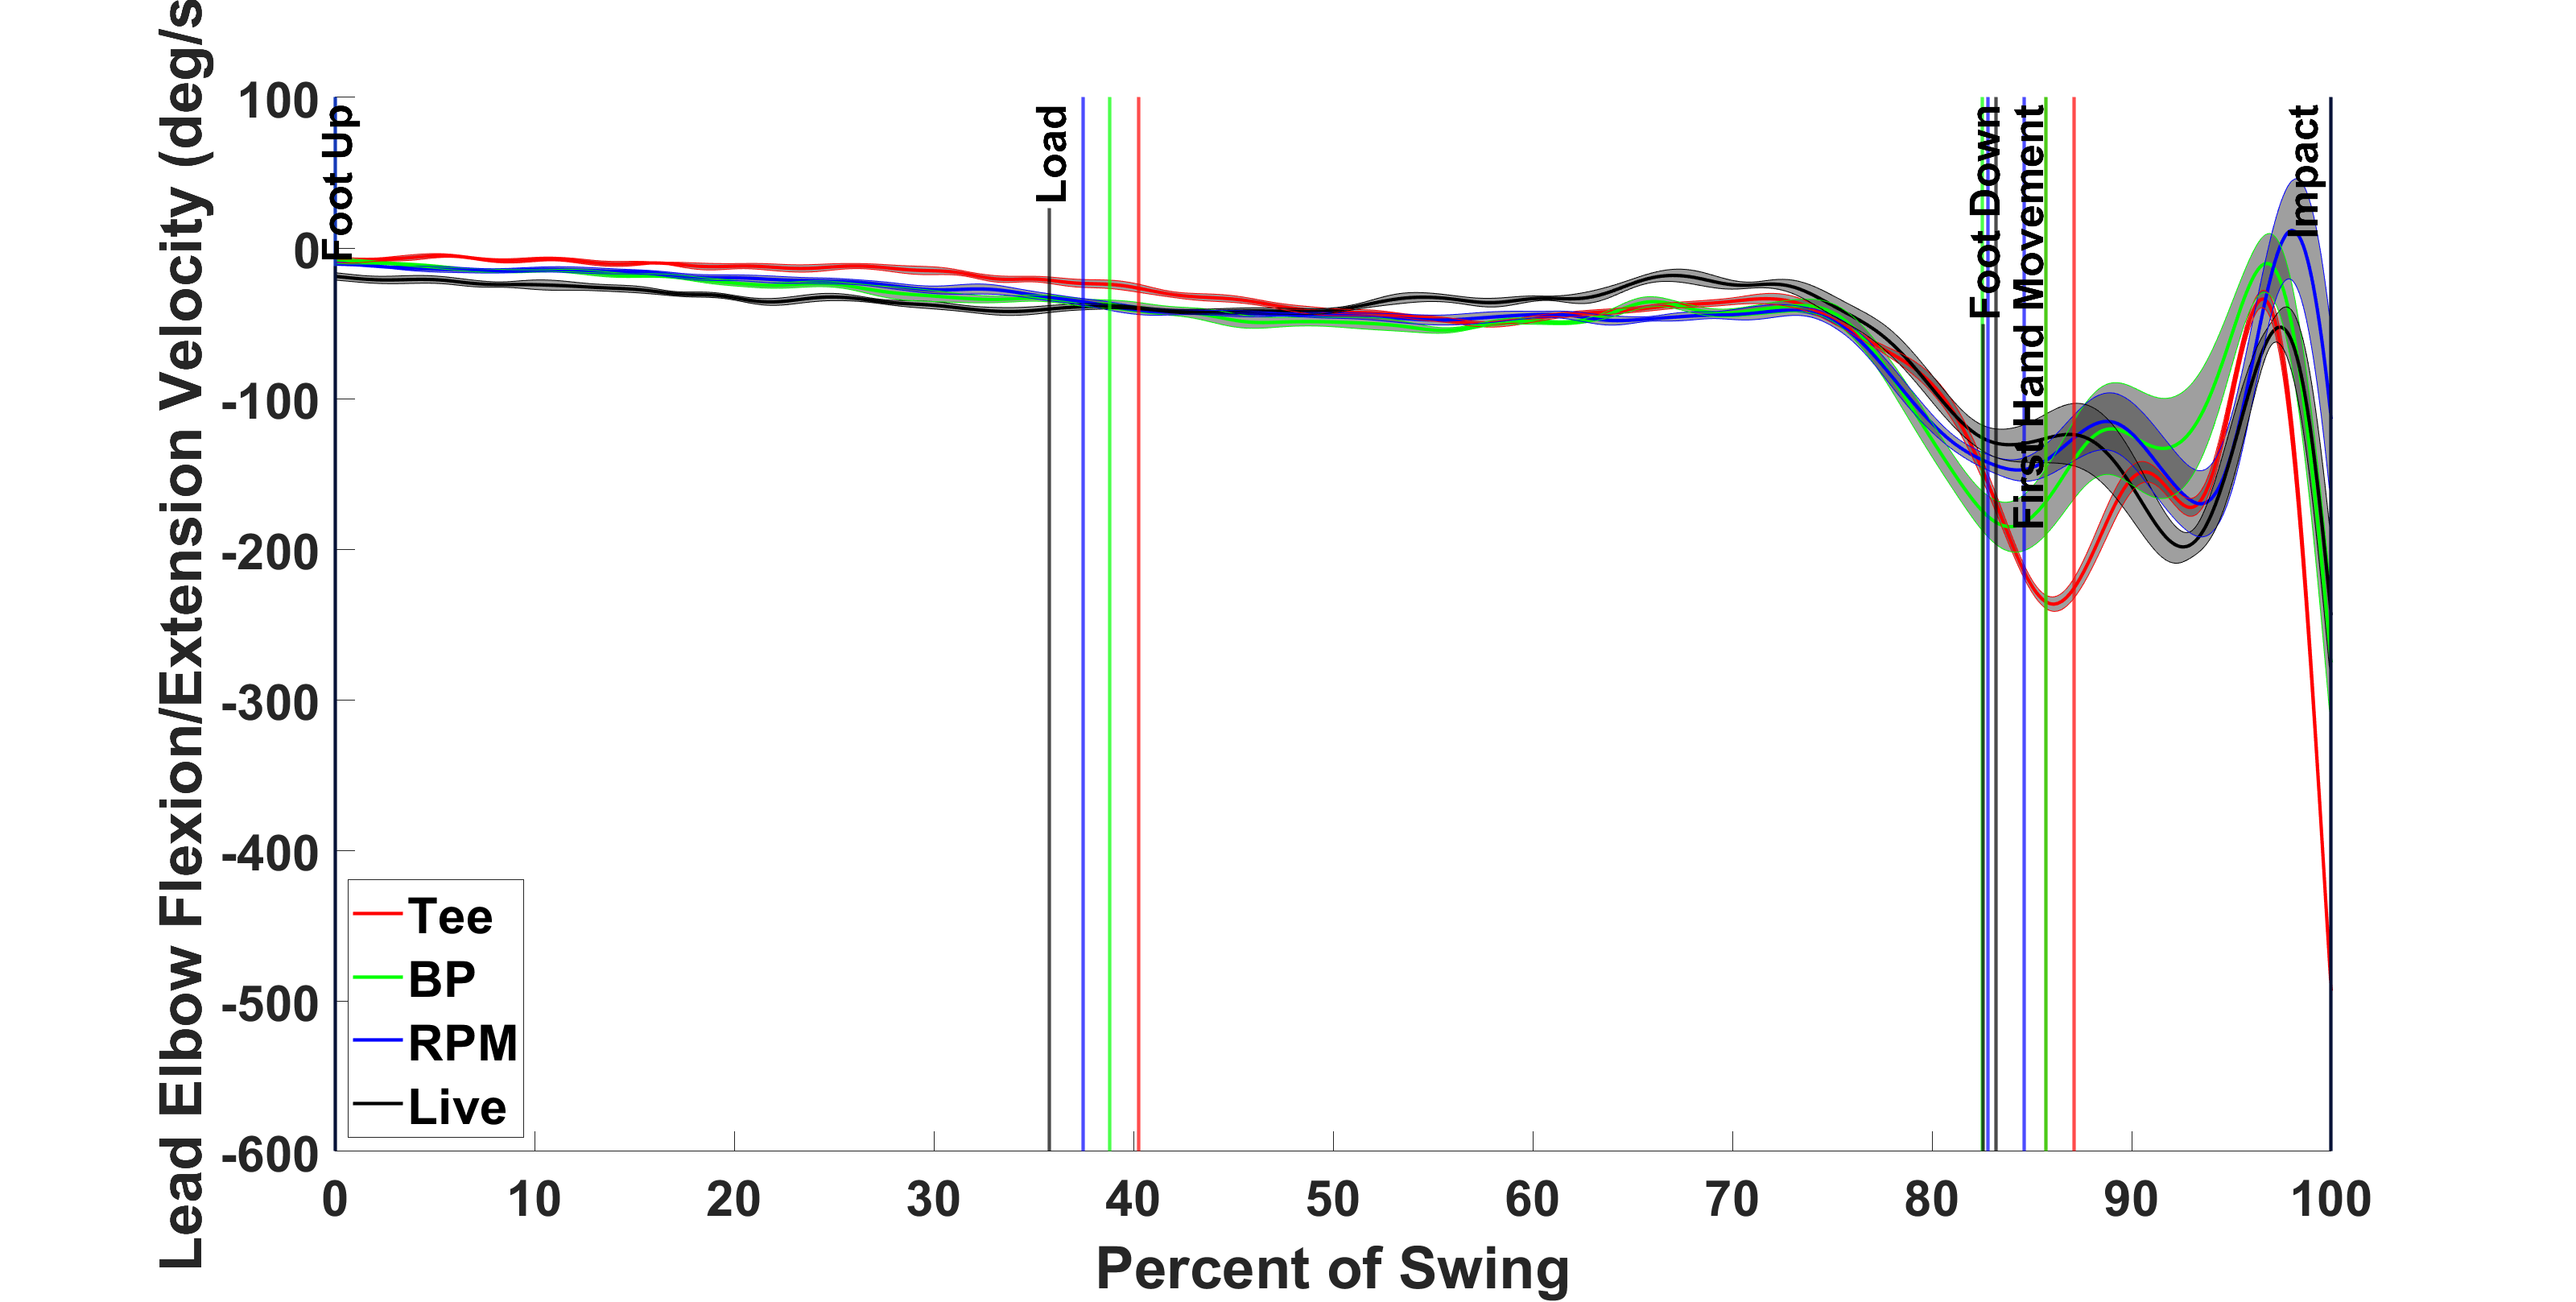 Lead Elbow Flexion/Extension Velocity (deg/s
100
0
-100
-200
-300
-400
-500
-600
Foot Up
Load
Foot Down
First Hand Movement
Impact
Tee
BP
RPM
Live
0 10 20 30 40 50 60 70 80 90 100
Percent of Swing